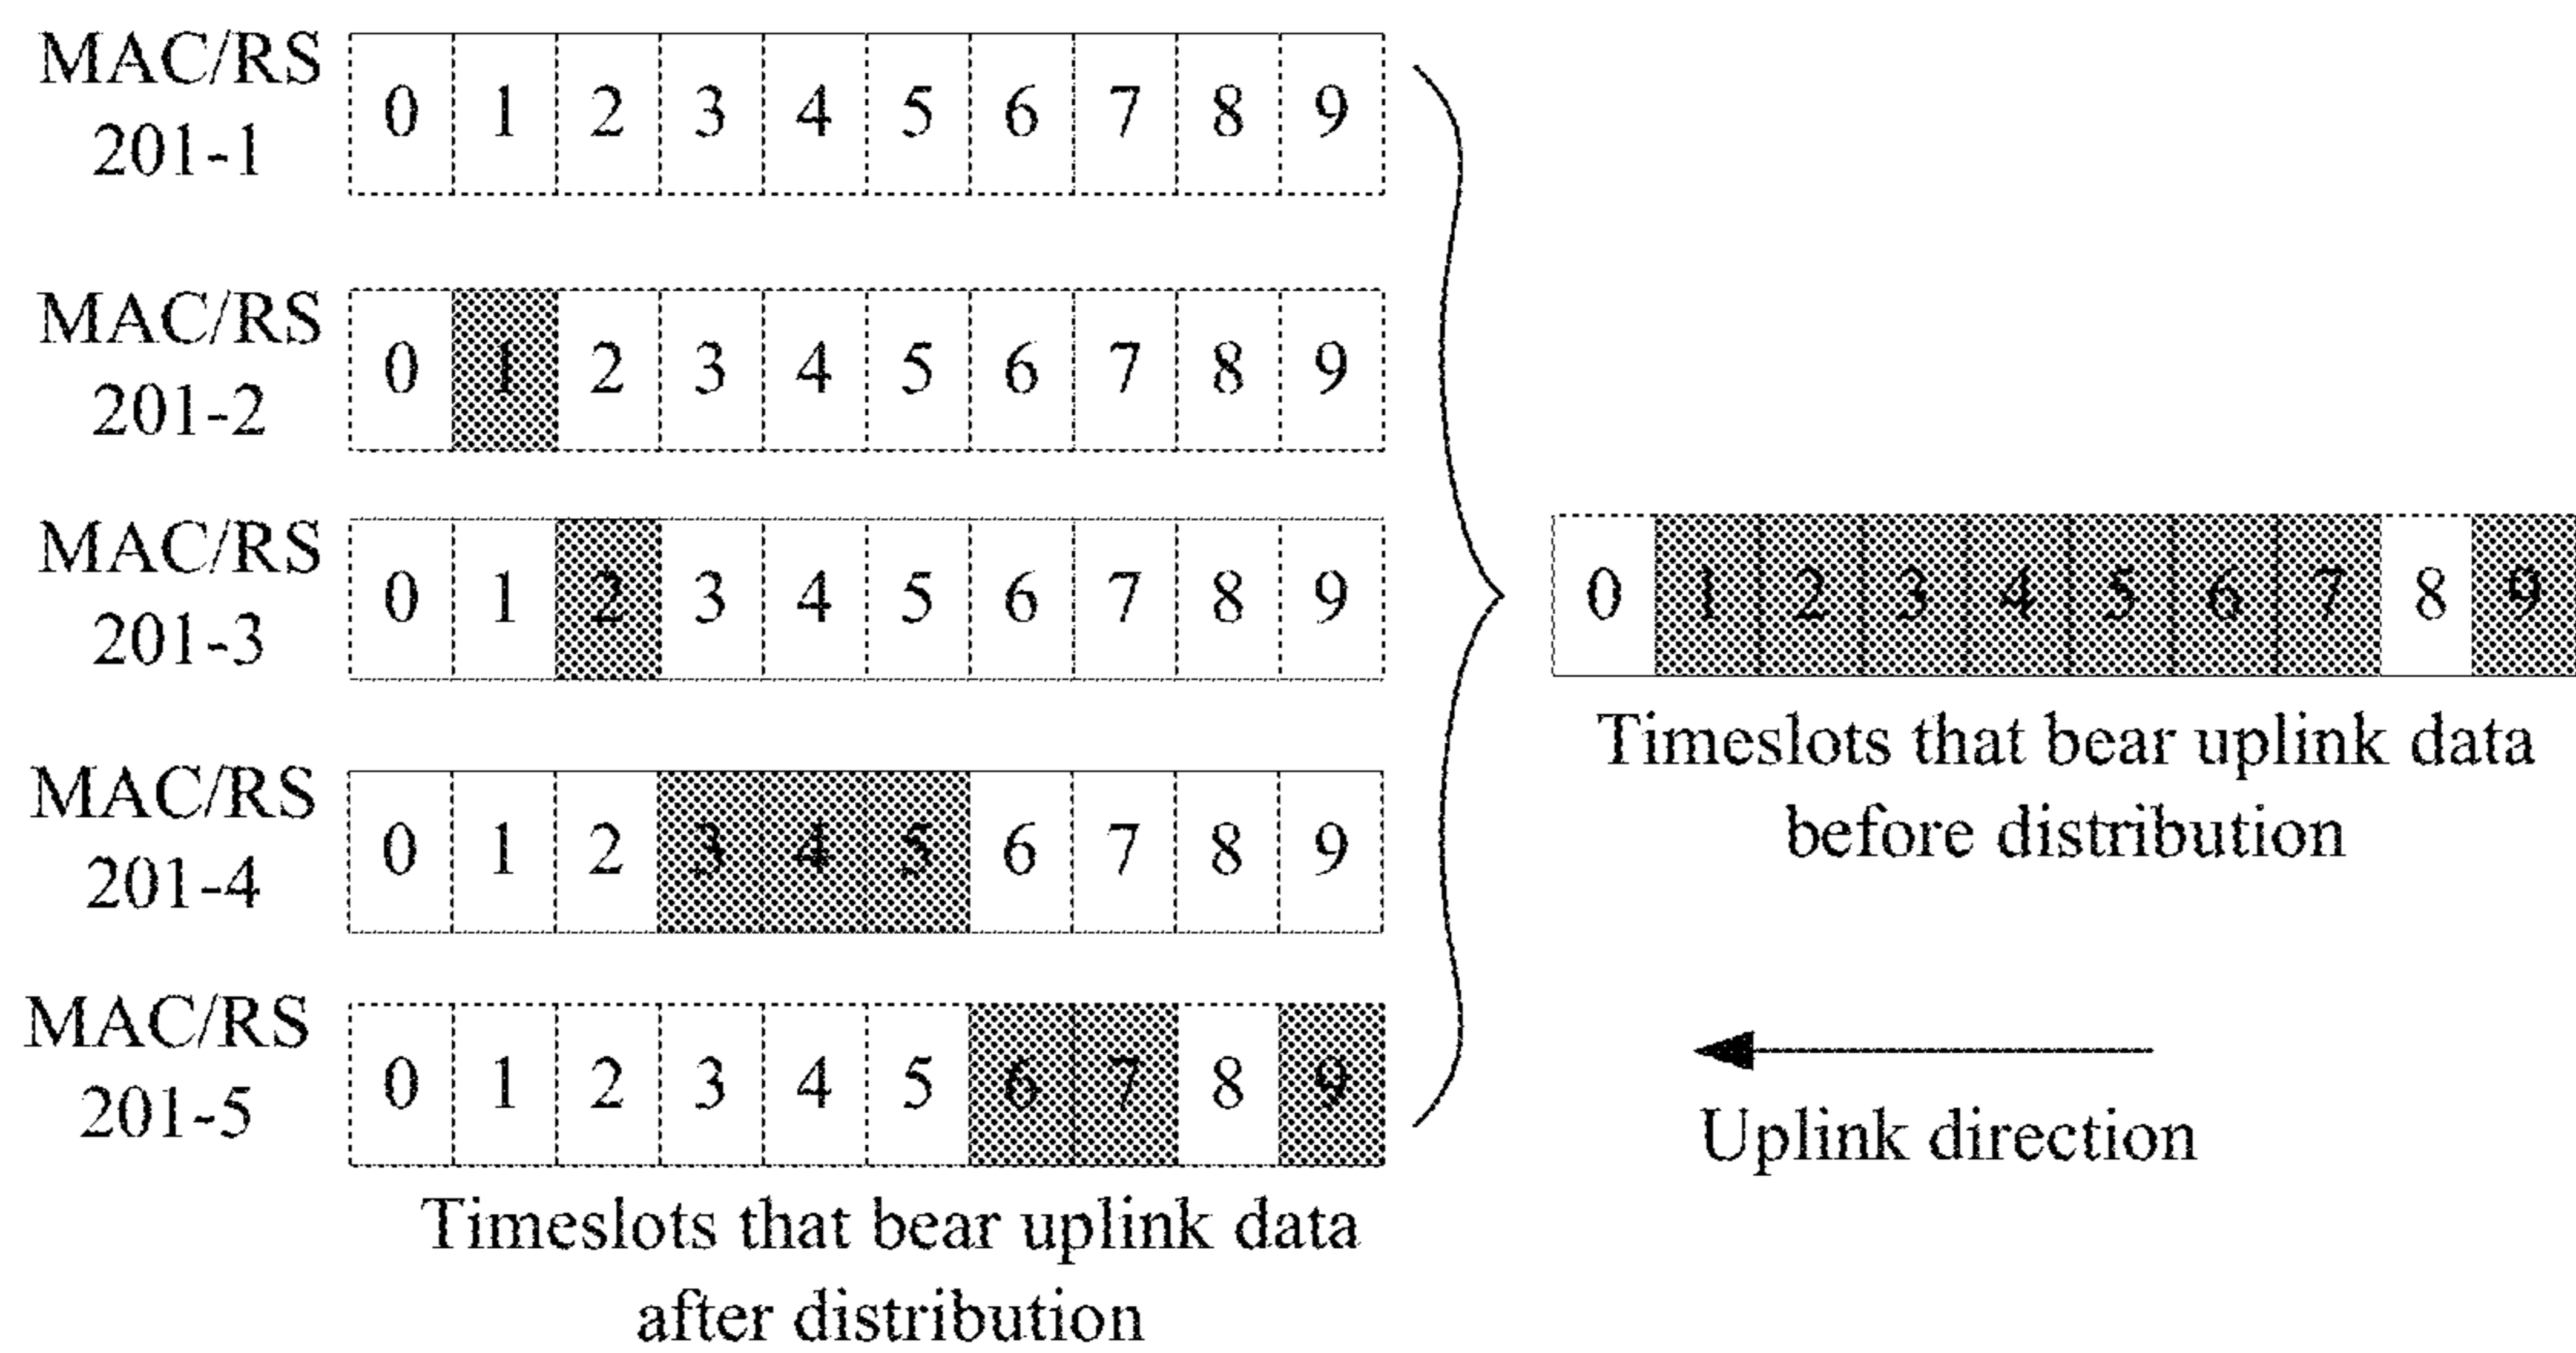 MAC/RS
201-1
0 1 2 3 4 5 6 7 8 9
MAC/RS
201-2
0 1 2 3 4 5 6 7 8 9
MAC/RS
201-3
0 1 2 3 4 5 6 7 8 9
MAC/RS
201-4
0 1 2 3 4 5 6 7 8 9
MAC/RS
201-5
0 1 2 3 4 5 6 7 8 9
Timeslots that bear uplink data
after distribution
0 1 2 3 4 5 6 7 8 9
Timeslots that bear uplink data
before distribution
Uplink direction